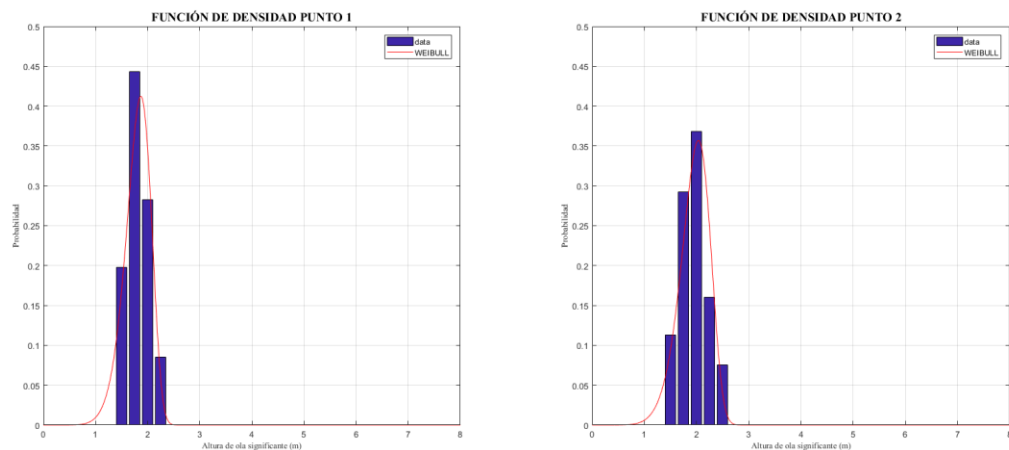 FUNCIÓN DE DENSIDAD PUNTO 1
0.5
0.45
0.4
0.35
0.3
0.25
0.2
0.15
0.1
0.05
0
Probabilidad
data
WEIBULL
0 1 2 3 4 5 6 7 8
Altura de ola significante (m)
FUNCIÓN DE DENSIDAD PUNTO 2
0.5
0.45
0.4
0.35
0.3
0.25
0.2
0.15
0.1
0.05
0
Probabilidad
data
WEIBULL
0 1 2 3 4 5 6 7 8
Altura de ola significante (m)